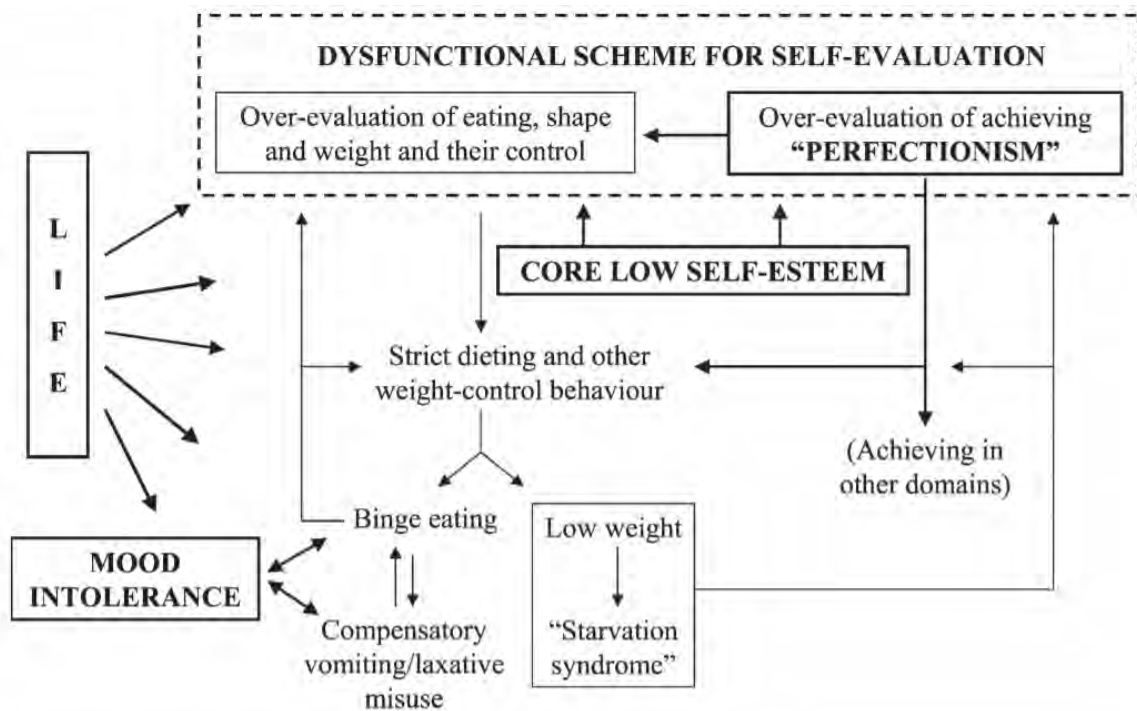 DYSFUNCTIONAL SCHEME FOR SELF-EVALUATION
Over-evaluation of eating, shape
and weight and their control
Over-evaluation of achieving
“PERFECTIONISM”
L
I
F
E
CORE LOW SELF-ESTEEM
Strict dieting and other
weight-control behaviour
(Achieving in
other domains)
Binge eating
Low weight
MOOD
INTOLERANCE
Compensatory
vomiting/laxative
misuse
“Starvation
syndrome”